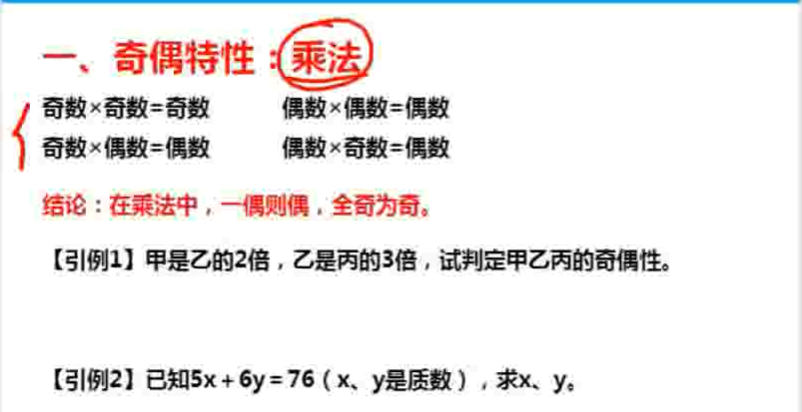 一、奇偶特性：乘法
奇数×奇数=奇数 偶数×偶数=偶数
奇数×偶数=偶数 偶数×奇数=偶数
结论：在乘法中，一偶则偶，全奇为奇。
【引例1】甲是乙的2倍，乙是丙的3倍，试判定甲乙丙的奇偶性。
【引例2】已知5x+6y=76（x、y是质数），求x、y。